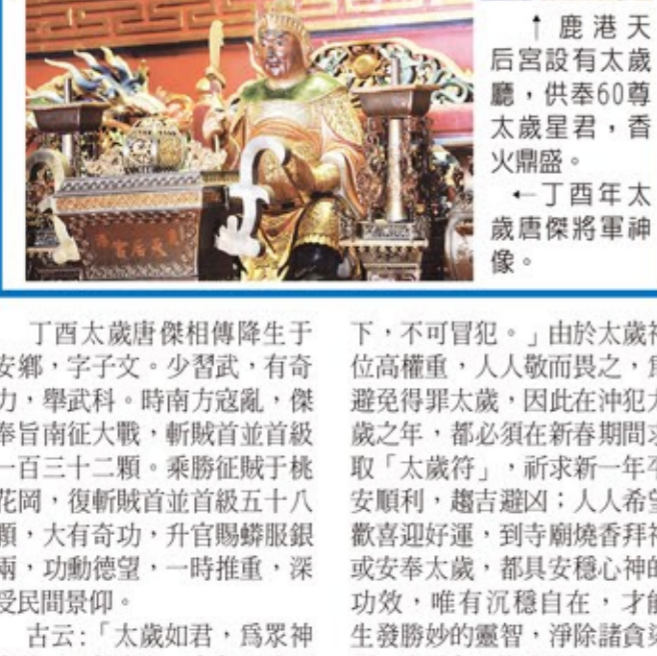 ↑鹿港天
后宮設有太歲
廳，供奉60尊
太歲星君，香
火鼎盛。
←丁酉年太
歲唐傑將軍神
像。
丁酉太歲唐傑相傳降生于
安鄉，字子文。少習武，有奇
力，舉武科。時南方寇亂，傑
奉旨南征大戰，斬賊首並首級
一百三十二顆。乘勝征賊于桃
花岡，復斬賊首並首級五十八
顆，大有奇功，升官賜蟒服銀
兩，功勳德望，一時推重，深
受民間景仰。
古云：「太歲如君，爲眾神
下，不可冒犯。」由於太歲神
位高權重，人人敬而畏之，爲
避免得罪太歲，因此在沖犯太
歲之年，都必須在新春期間求
取「太歲符」，祈求新一年平
安順利，趨吉避凶；人人希望
歡喜迎好運，到寺廟燒香拜神
或安奉太歲，都具安穩心神的
功效，唯有沉穩自在，才能
生發勝妙的靈智，淨除諸貪染